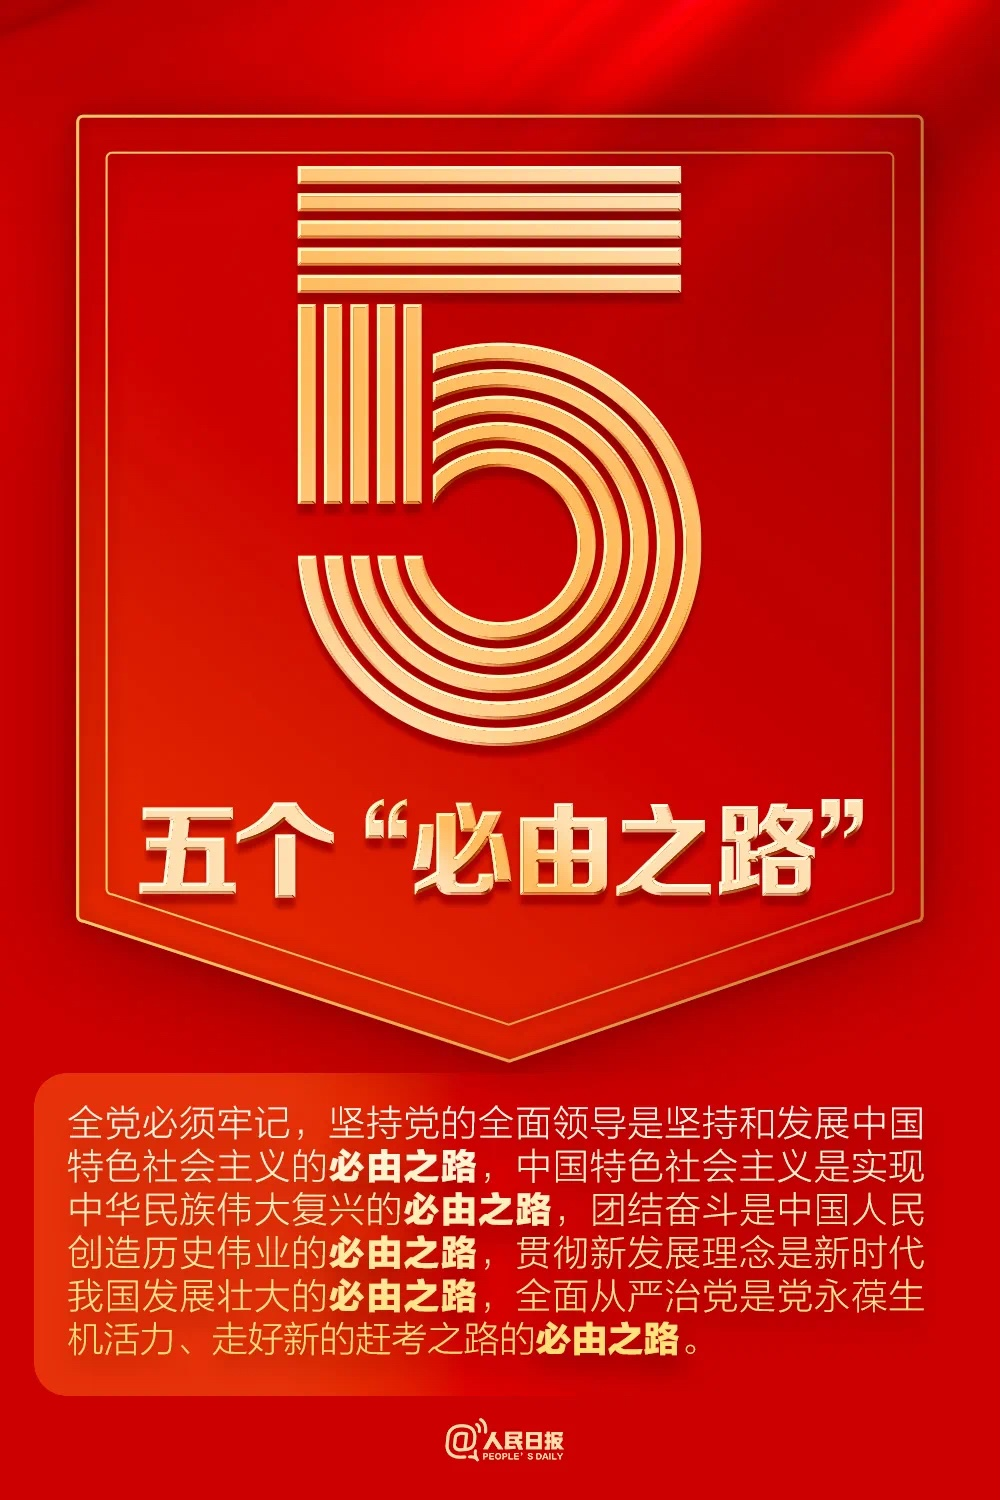 5
五个“必由之路”
全党必须牢记，坚持党的全面领导是坚持和发展中国
特色社会主义的必由之路，中国特色社会主义是实现
中华民族伟大复兴的必由之路，团结奋斗是中国人民
创造历史伟业的必由之路，贯彻新发展理念是新时代
我国发展壮大的必由之路，全面从严治党是党永葆生
机活力、走好新的赶考之路的必由之路。
@人民日报
PEOPLE'S DAILY